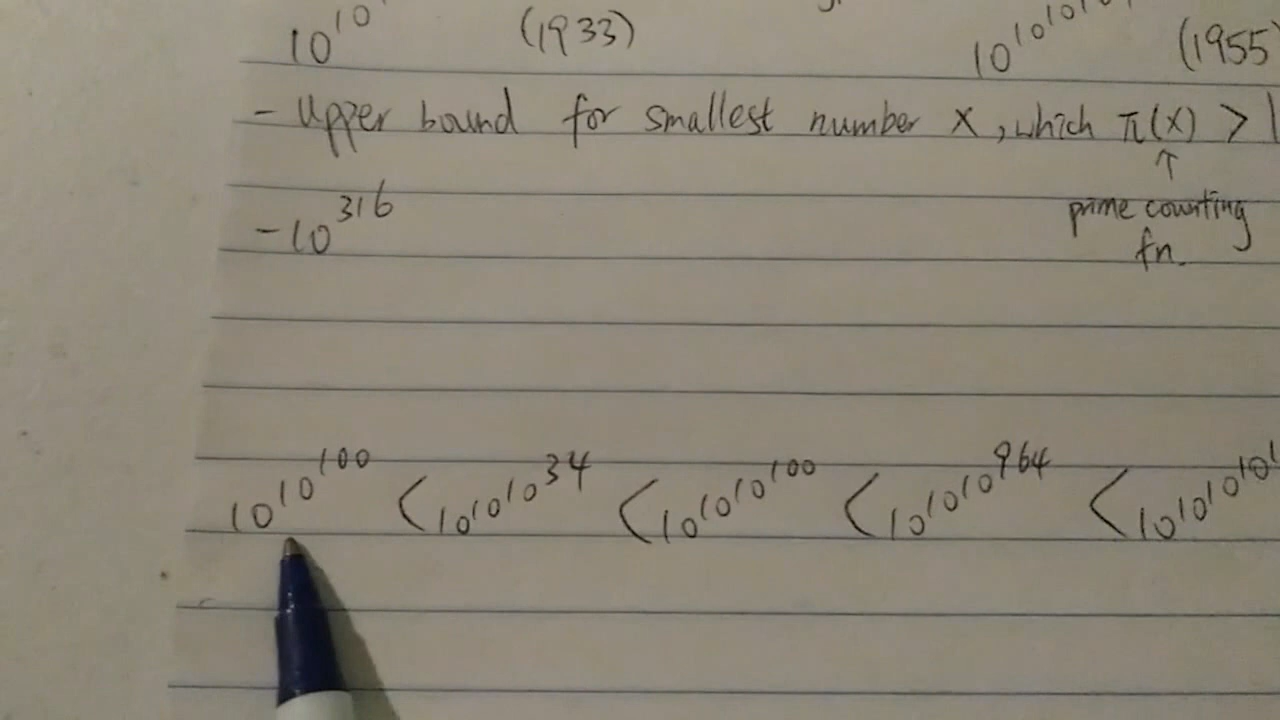 10^10 (1933) 10^10^10^10 (1955)
- Upper bound for smallest number x, which π(x) >
↑
- 10^316 prime counting
fn.
10^10^100 < 10^10^10^34 < 10^10^10^100 < 10^10^10^964 < 10^10^10^10